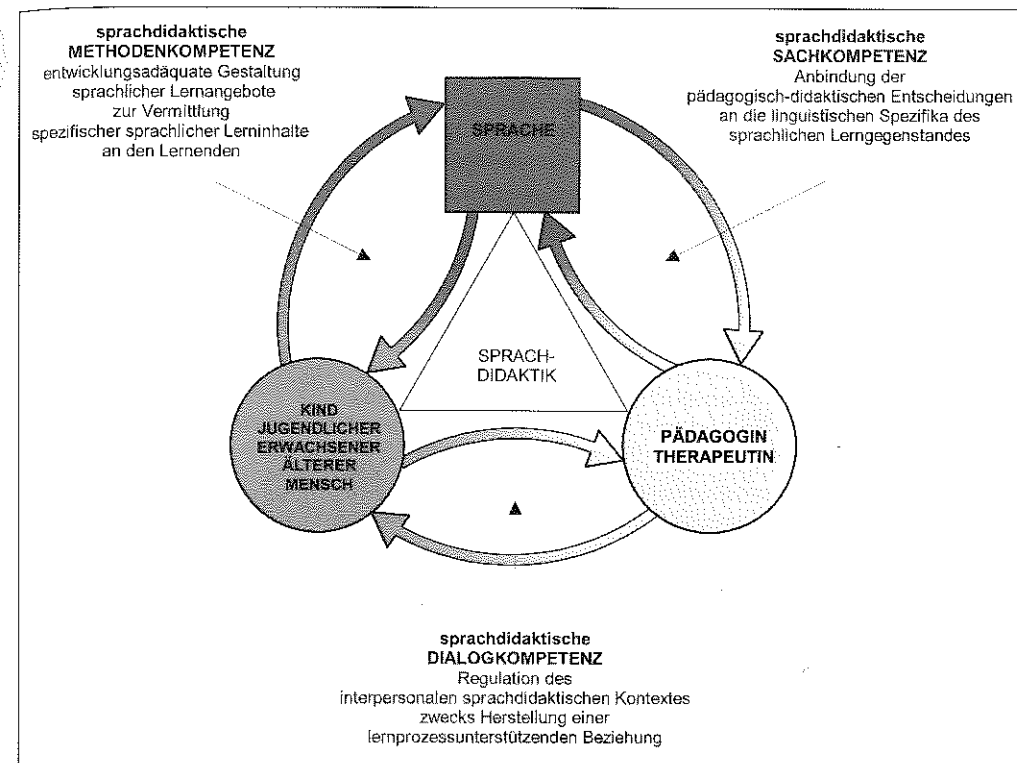 sprachdidaktische
METHODENKOMPETENZ
entwicklungsadäquate Gestaltung
sprachlicher Lernangebote
zur Vermittlung
spezifischer sprachlicher Lerninhalte
an den Lernenden
sprachdidaktische
SACHKOMPETENZ
Anbindung der
pädagogisch-didaktischen Entscheidungen
an die linguistischen Spezifika des
sprachlichen Lerngegenstandes
SPRACHE
SPRACH-
DIDAKTIK
KIND
JUGENDLICHER
ERWACHSENER
ÄLTERER
MENSCH
PÄDAGOGIN
THERAPEUTIN
sprachdidaktische
DIALOGKOMPETENZ
Regulation des
interpersonalen sprachdidaktischen Kontextes
zwecks Herstellung einer
lernprozessunterstützenden Beziehung